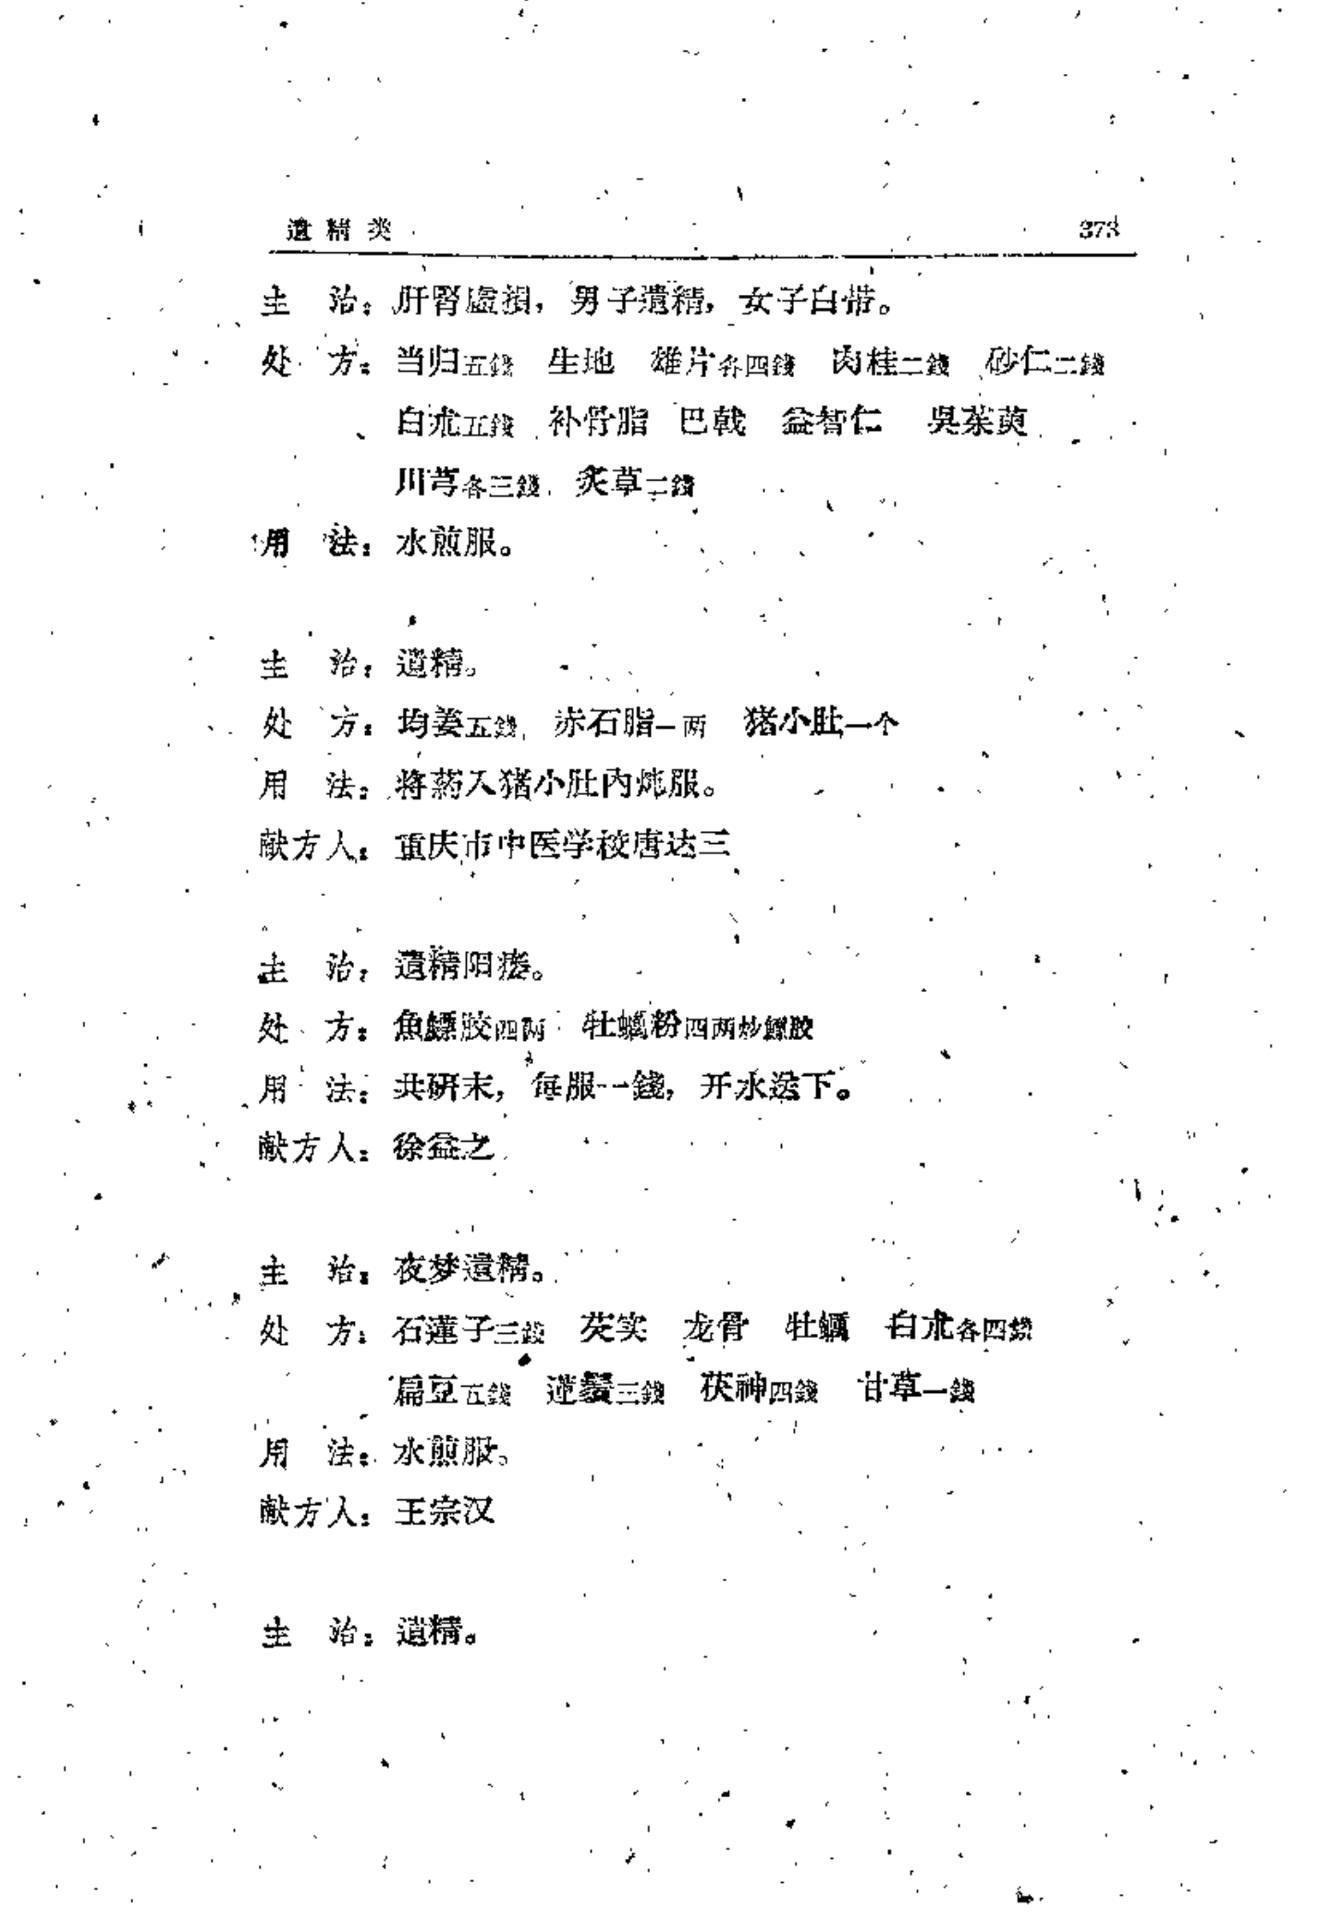 遺精类 373
主　治：肝腎虛損，男子遺精，女子白带。
处　方：当归五錢　生地　雄片各四錢　肉桂二錢　砂仁二錢
白朮五錢　补骨脂　巴戟　益智仁　吳茱萸
川芎各三錢　炙草二錢
用　法：水煎服。
主　治：遺精。
处　方：均姜五錢　赤石脂一两　猪小肚一个
用　法：将药入猪小肚内炖服。
献方人：重庆市中医学校唐达三
主　治：遺精阳痿。
处　方：魚鰾胶四两　牡蠣粉四两炒鰾胶
用　法：共研末，每服一錢，开水送下。
献方人：徐益之
主　治：夜梦遺精。
处　方：石蓮子三錢　芡实　龙骨　牡蠣　白朮各四錢
扁豆五錢　蓮鬚三錢　茯神四錢　甘草一錢
用　法：水煎服。
献方人：王宗汉
主　治：遺精。